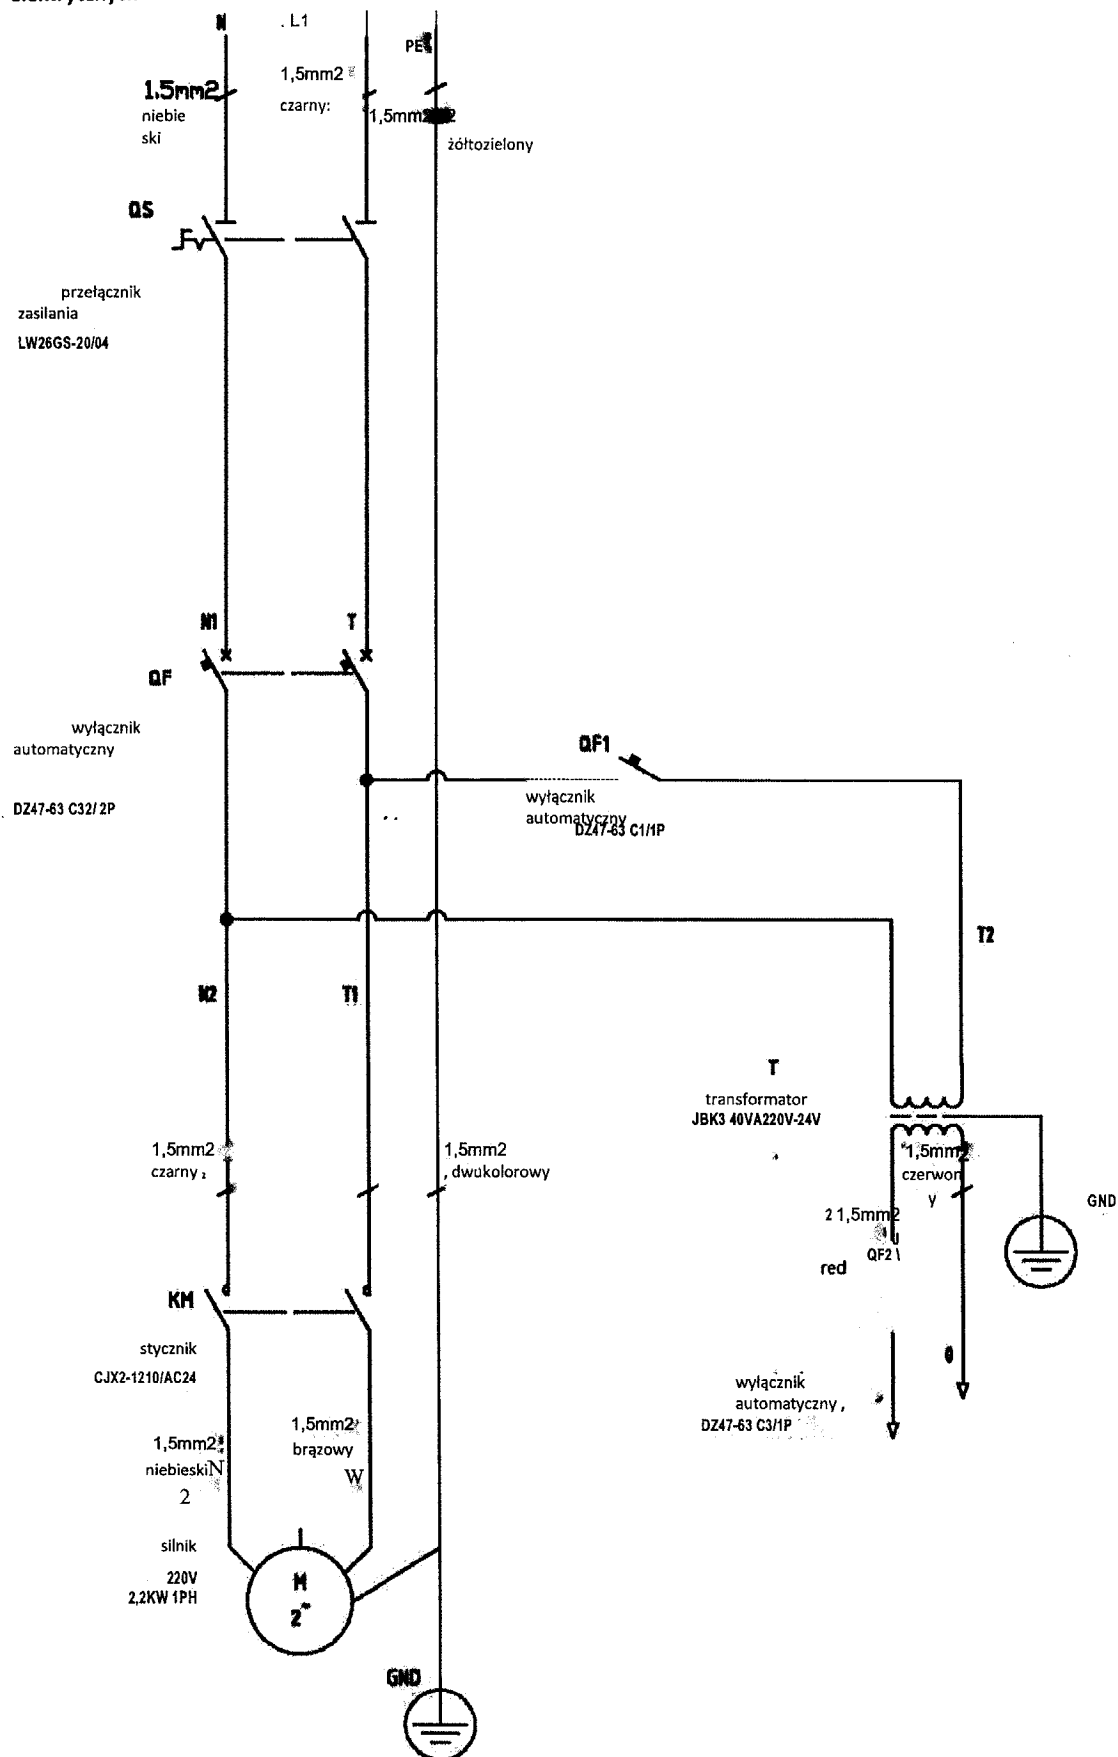 N
L1
PE
1,5mm2
1.5mm2
niebie
ski
czarny:
1,5mm2
żółtozielony
QS
przełącznik
zasilania
LW26GS-20/04
N1
T
QF
wyłącznik
automatyczny
DZ47-63 C32/ 2P
QF1
wyłącznik
automatyczny
DZ47-63 C1/1P
T2
N2
T1
T
transformator
JBK3 40VA220V-24V
1,5mm2
czarny
1,5mm2
, dwukolorowy
1,5mm2
czerwon
y
2 1,5mm2
QF2
red
GND
KM
stycznik
CJX2-1210/AC24
0
wyłącznik
automatyczny ,
DZ47-63 C3/1P
1,5mm2
brązowy
W
1,5mm2
niebieskiN
2
silnik
220V
2,2KW 1PH
M
2~
GND